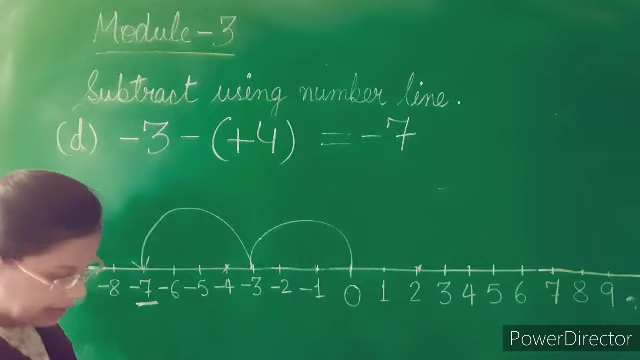 Module-3
Subtract using number line.
(d) -3-(+4) = -7
-8 -7 -6 -5 -4 -3 -2 -1 0 1 2 3 4 5 6 7 8 9
PowerDirector